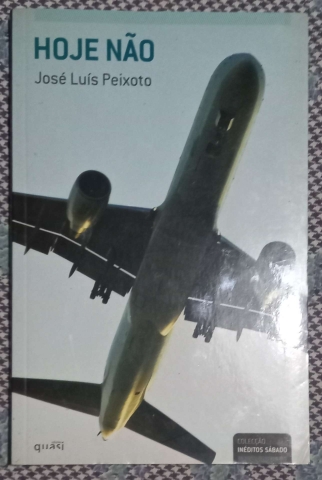 HOJE NÃO
José Luís Peixoto
quasi
COLECÇÃO
INÉDITOS SÁBADO